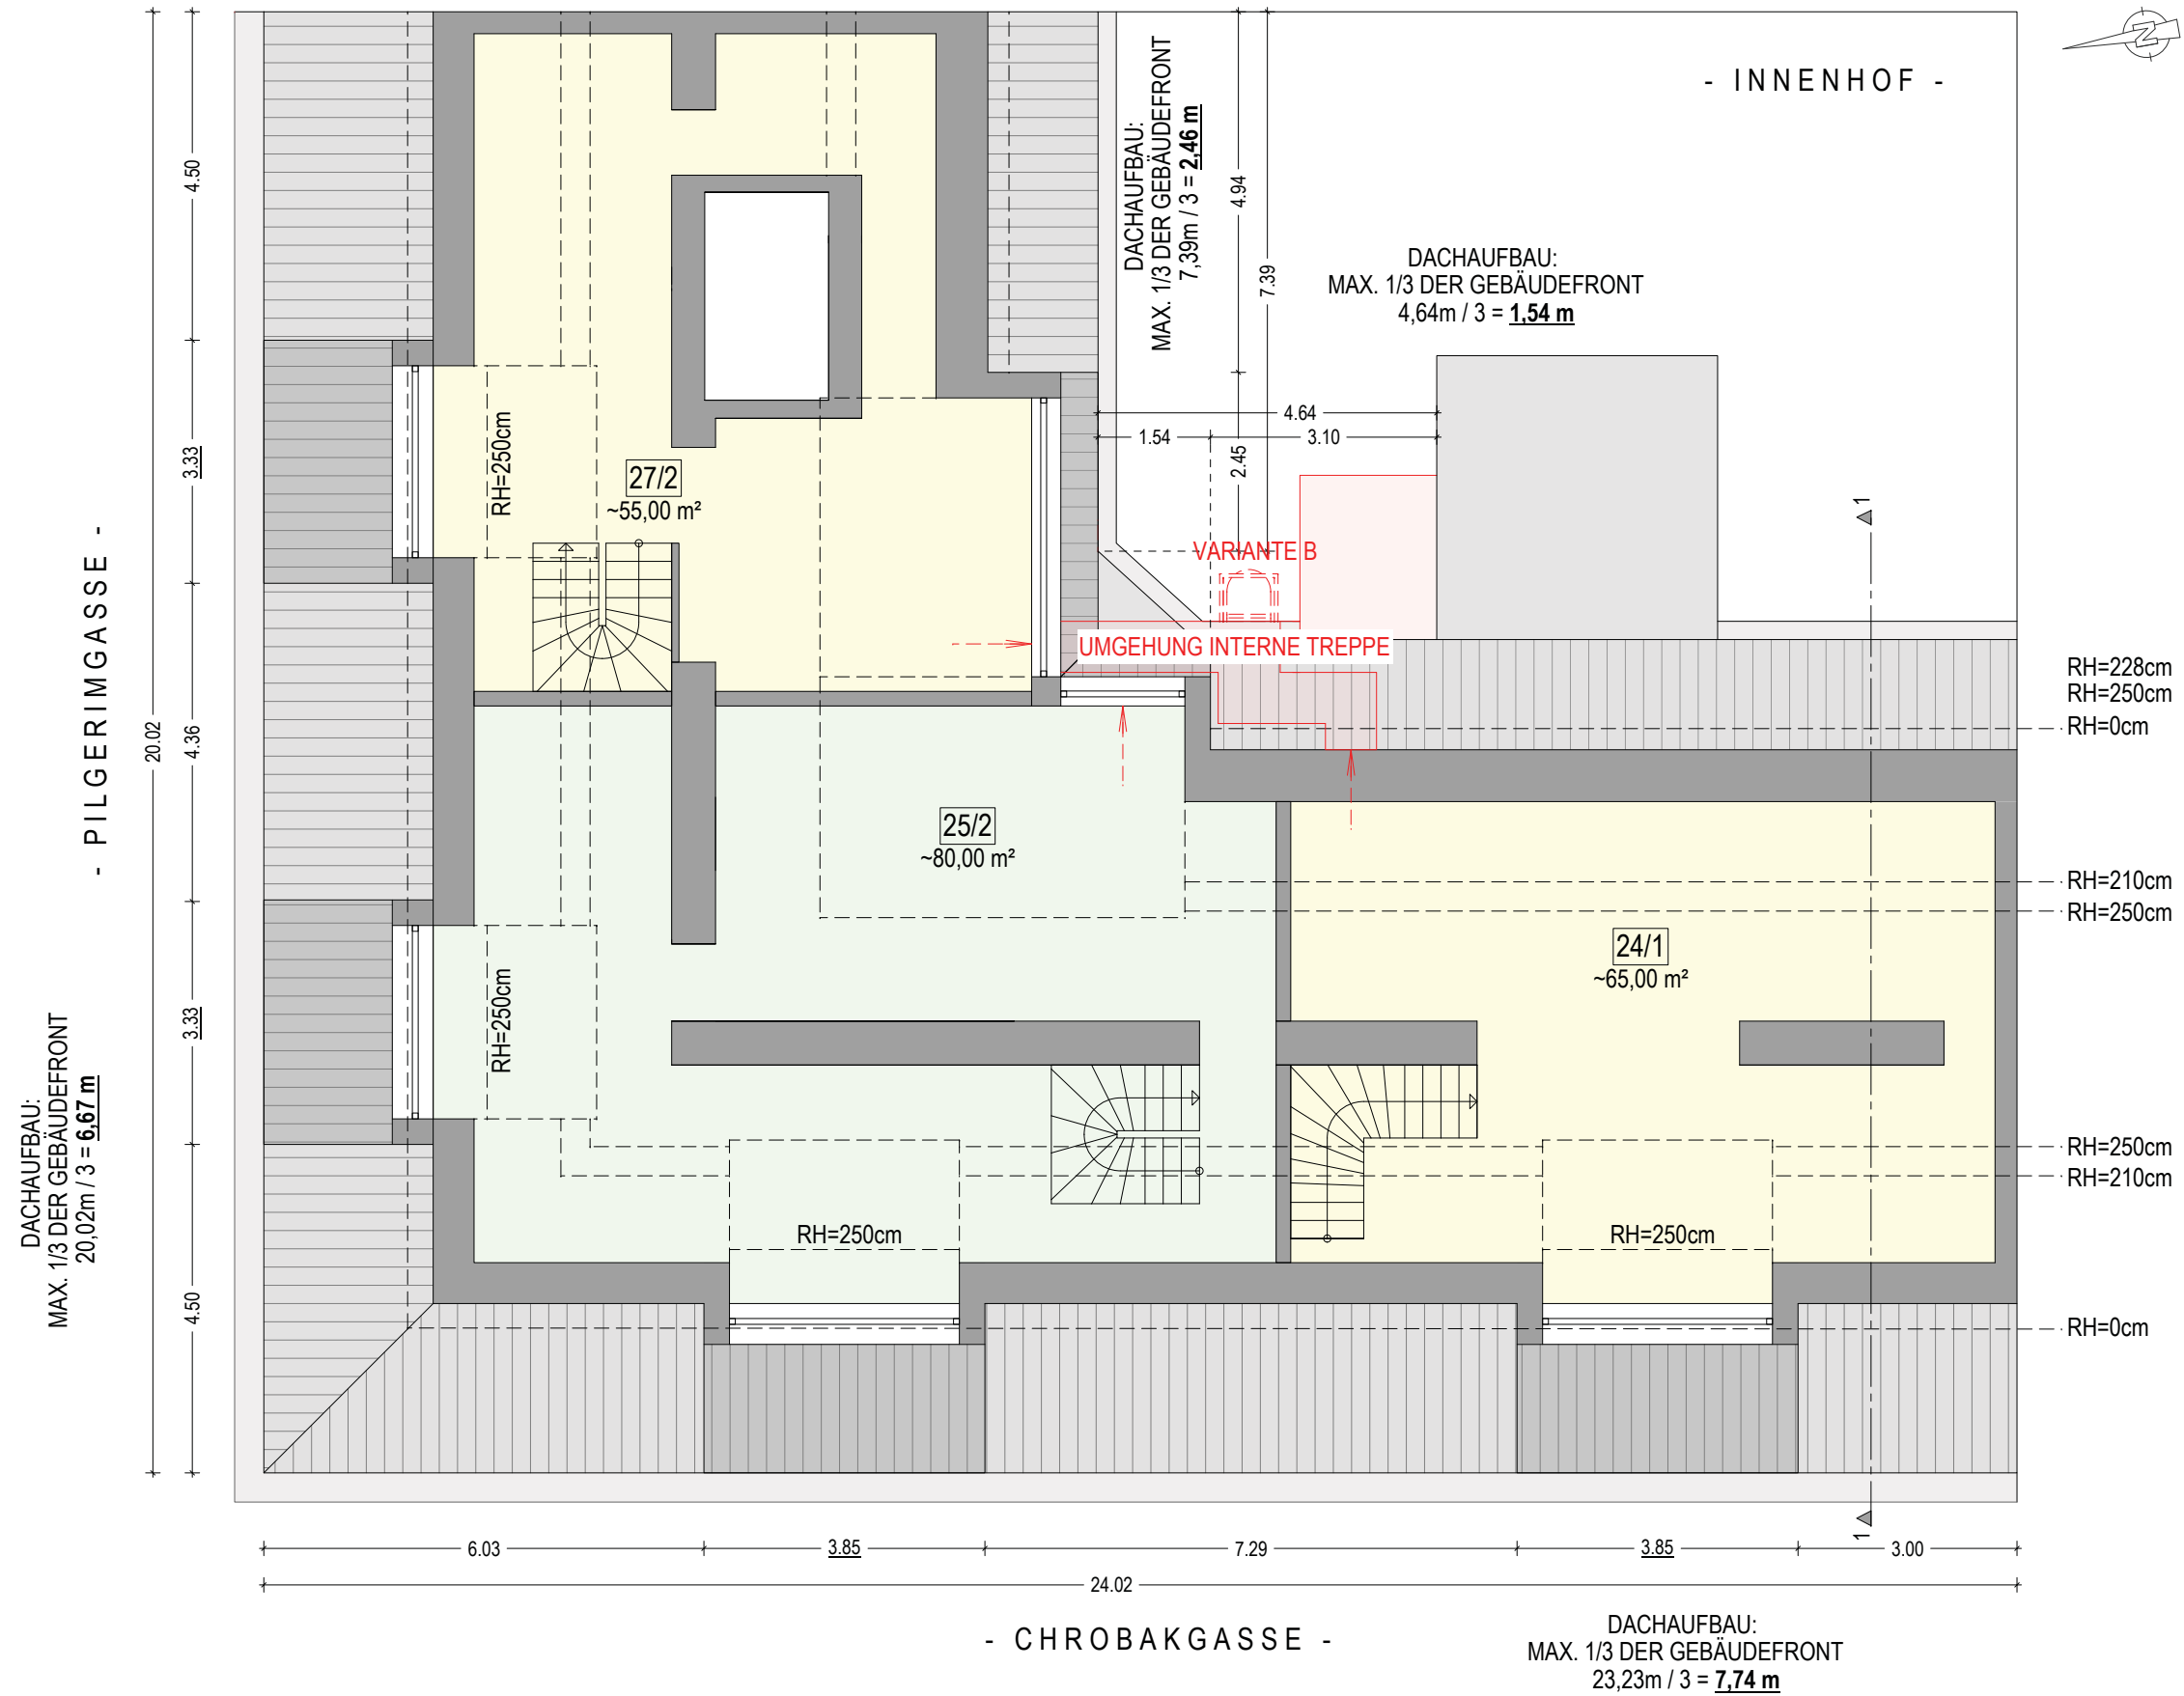 - INNENHOF -
N
DACHAUFBAU:
MAX. 1/3 DER GEBÄUDEFRONT
7,39m / 3 = 2,46 m
4.94
7.39
2.45
DACHAUFBAU:
MAX. 1/3 DER GEBÄUDEFRONT
4,64m / 3 = 1,54 m
4.64
1.54
3.10
4.50
3.33
4.36
3.33
4.50
20.02
- PILGERIMGASSE -
DACHAUFBAU:
MAX. 1/3 DER GEBÄUDEFRONT
20,02m / 3 = 6,67 m
RH=250cm
27/2
~55,00 m²
VARIANTE B
UMGEHUNG INTERNE TREPPE
1
RH=228cm
RH=250cm
RH=0cm
25/2
~80,00 m²
RH=210cm
RH=250cm
24/1
~65,00 m²
RH=250cm
RH=250cm
RH=210cm
RH=250cm
RH=250cm
RH=0cm
1
6.03
3.85
7.29
3.85
3.00
24.02
- CHROBAKGASSE -
DACHAUFBAU:
MAX. 1/3 DER GEBÄUDEFRONT
23,23m / 3 = 7,74 m